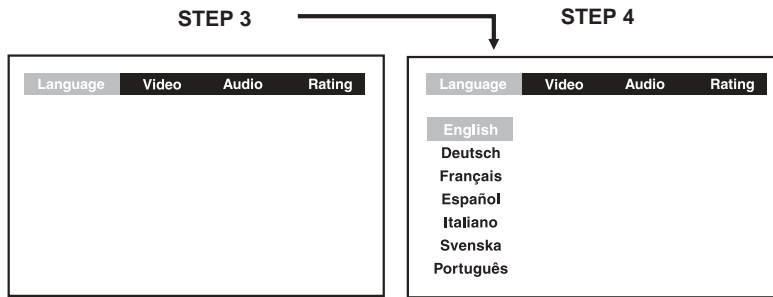 STEP 3
STEP 4
Language Video Audio Rating
Language Video Audio Rating
English
Deutsch
Français
Español
Italiano
Svenska
Português